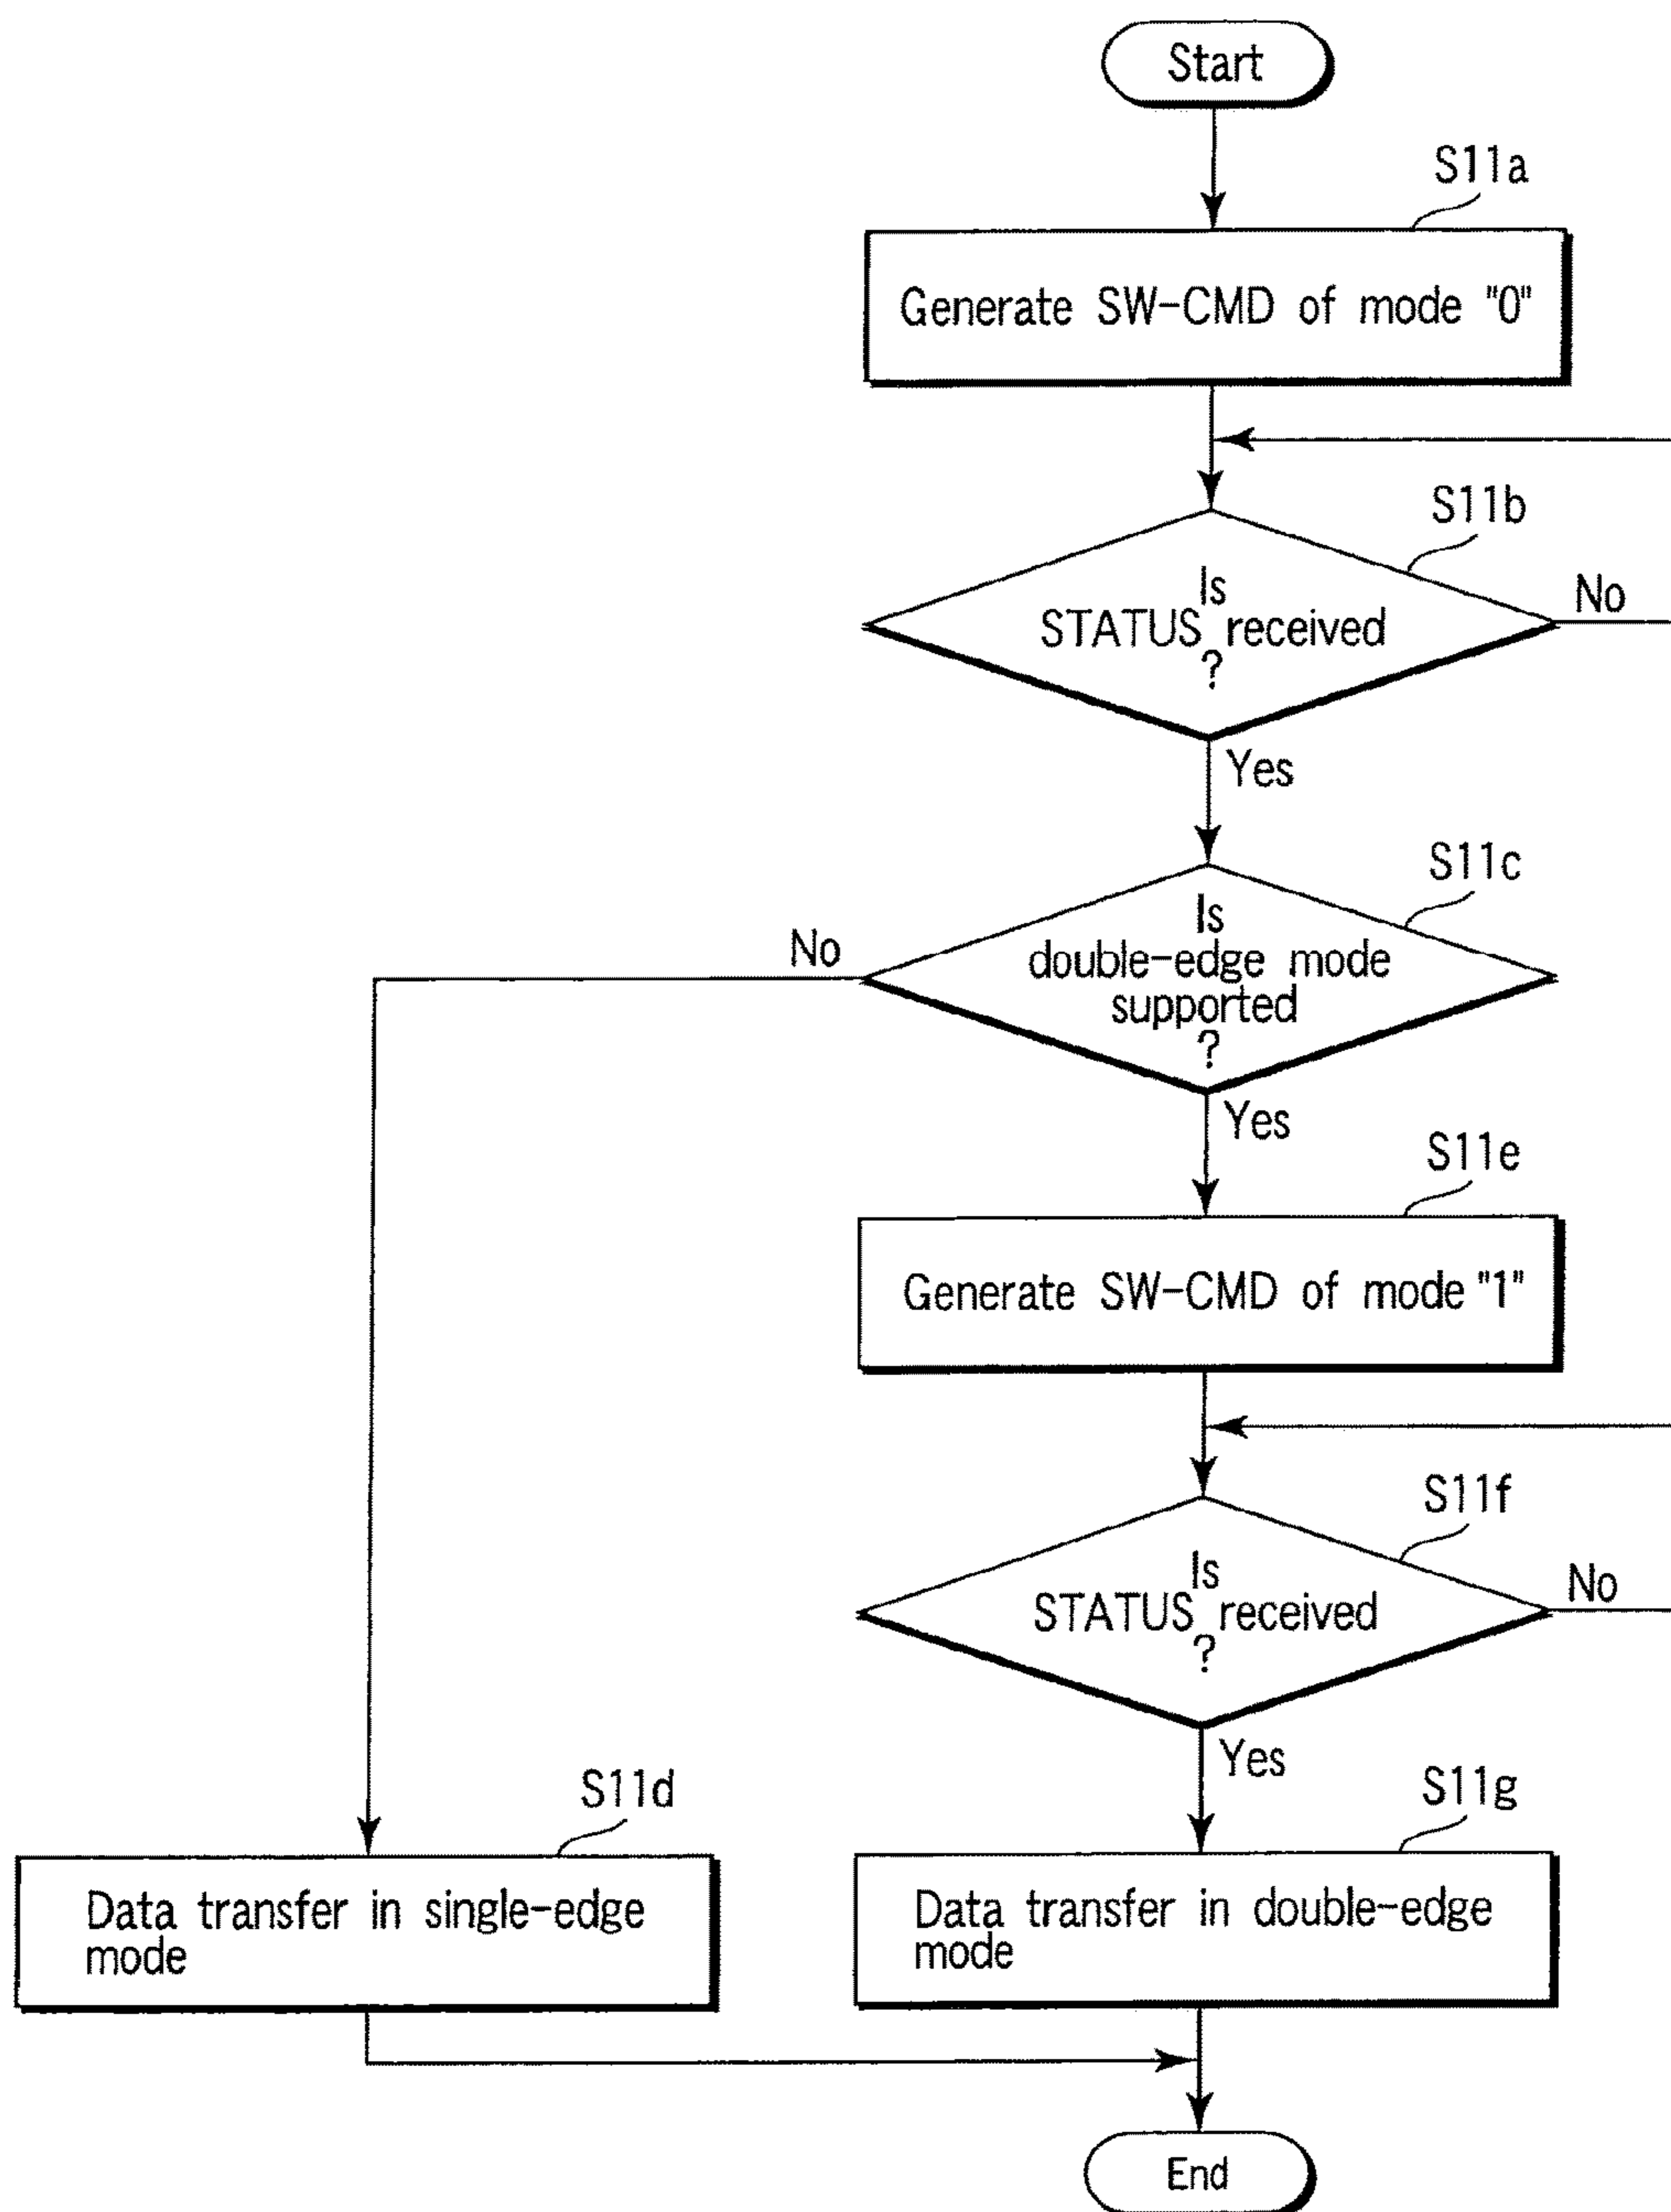 Start
S11a
Generate SW-CMD of mode "0"
S11b
Is
STATUS received
?
No
Yes
S11c
Is
double-edge mode
supported
?
No
Yes
S11e
Generate SW-CMD of mode "1"
S11f
Is
STATUS received
?
No
Yes
S11d
Data transfer in single-edge
mode
S11g
Data transfer in double-edge
mode
End